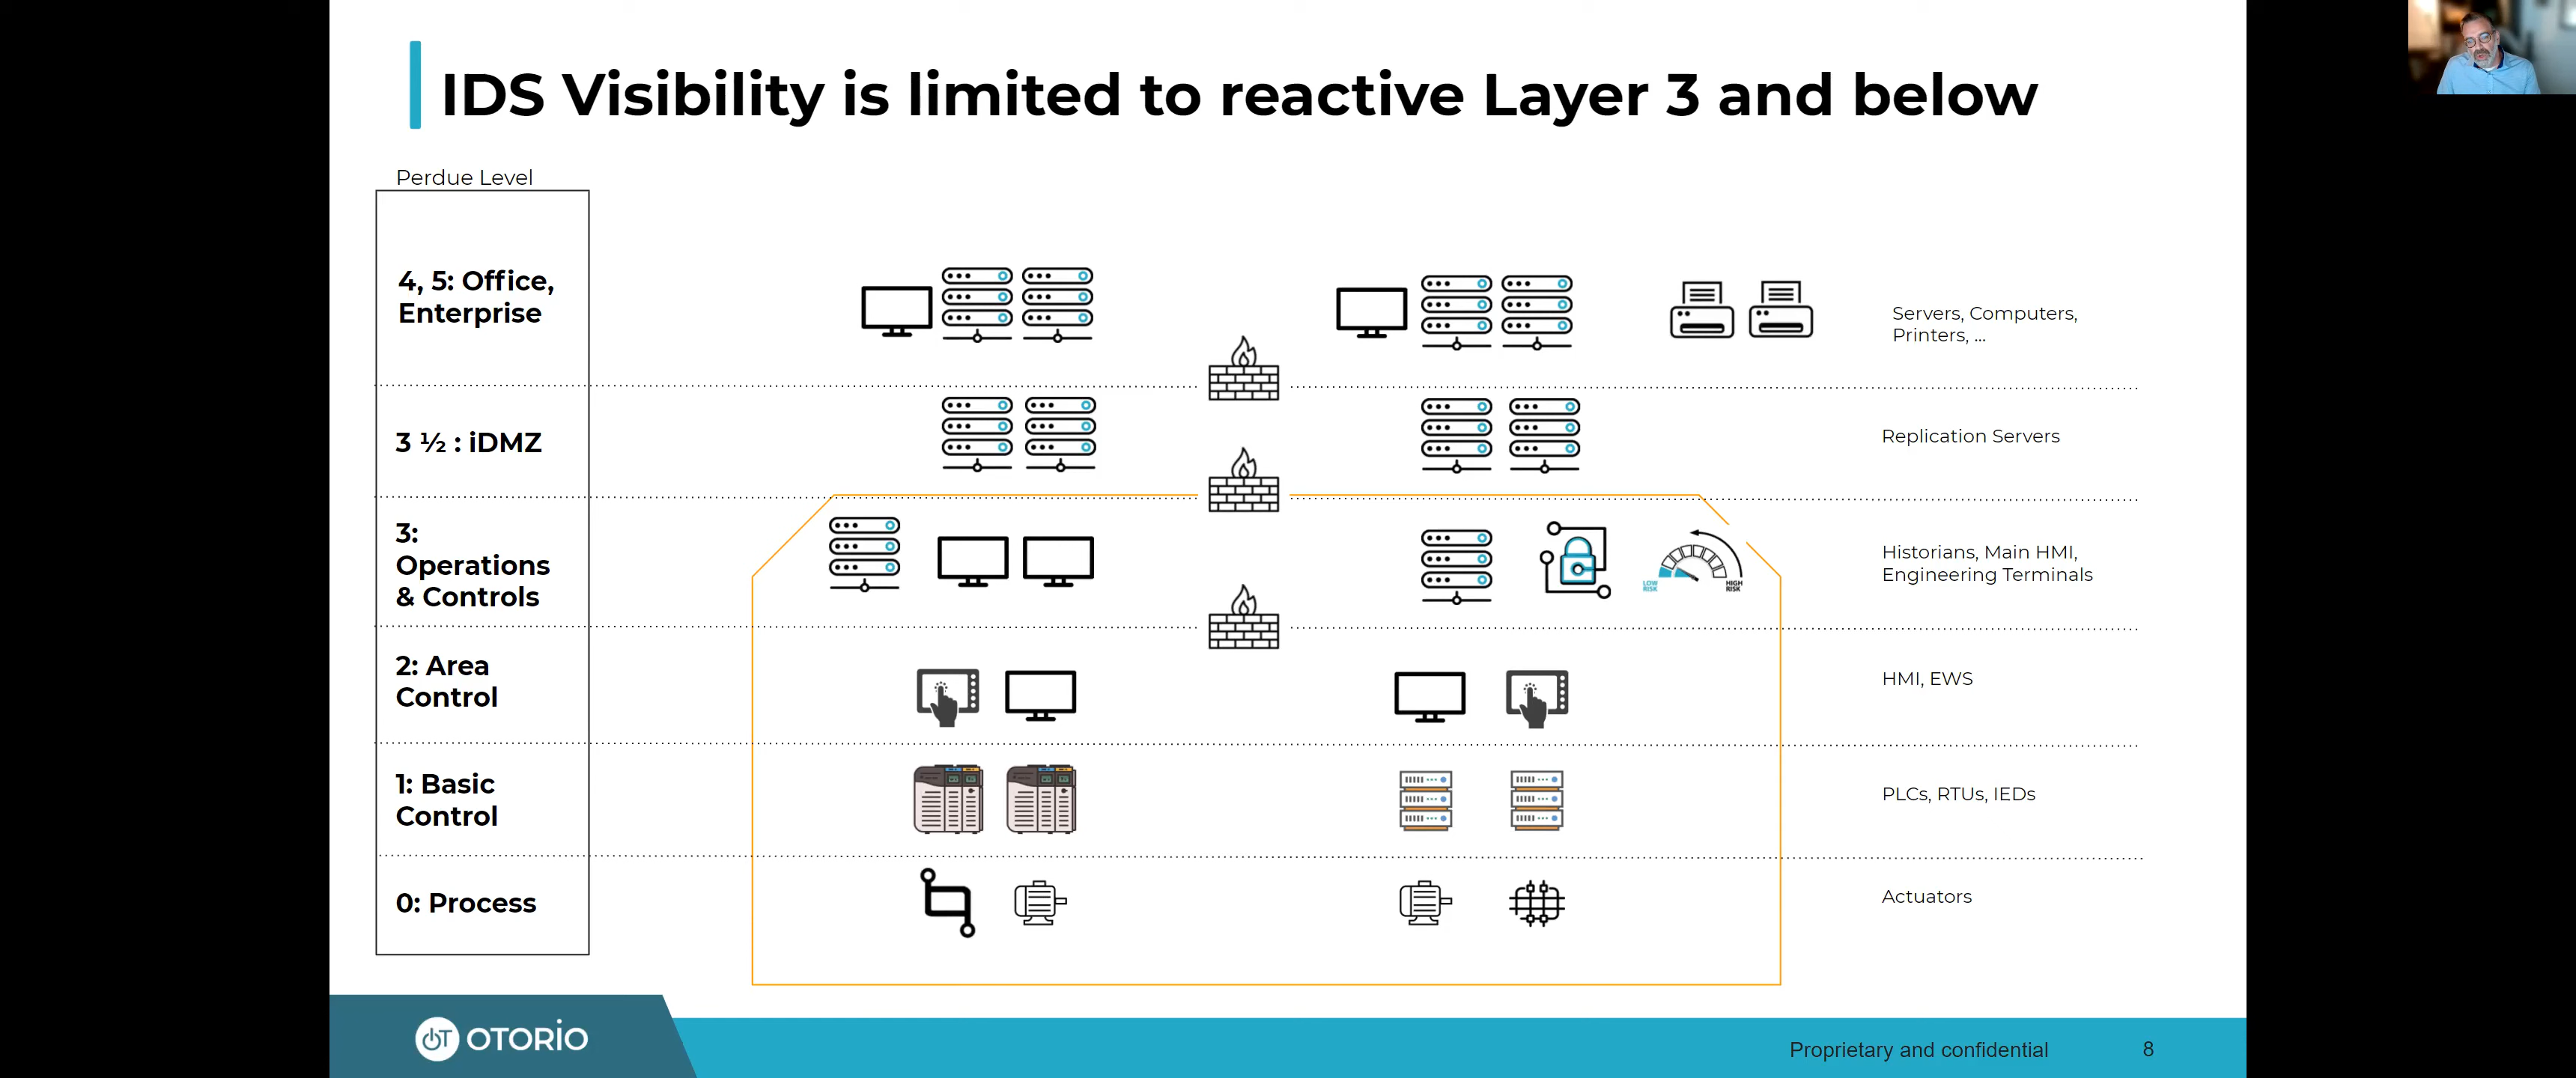 IDS Visibility is limited to reactive Layer 3 and below
Perdue Level
4, 5: Office,
Enterprise
Servers, Computers,
Printers, ...
3 ½ : iDMZ
Replication Servers
3:
Operations
& Controls
LOW
RISK
HIGH
RISK
Historians, Main HMI,
Engineering Terminals
2: Area
Control
HMI, EWS
1: Basic
Control
PLCs, RTUs, IEDs
0: Process
Actuators
OT OTORIO
Proprietary and confidential
8